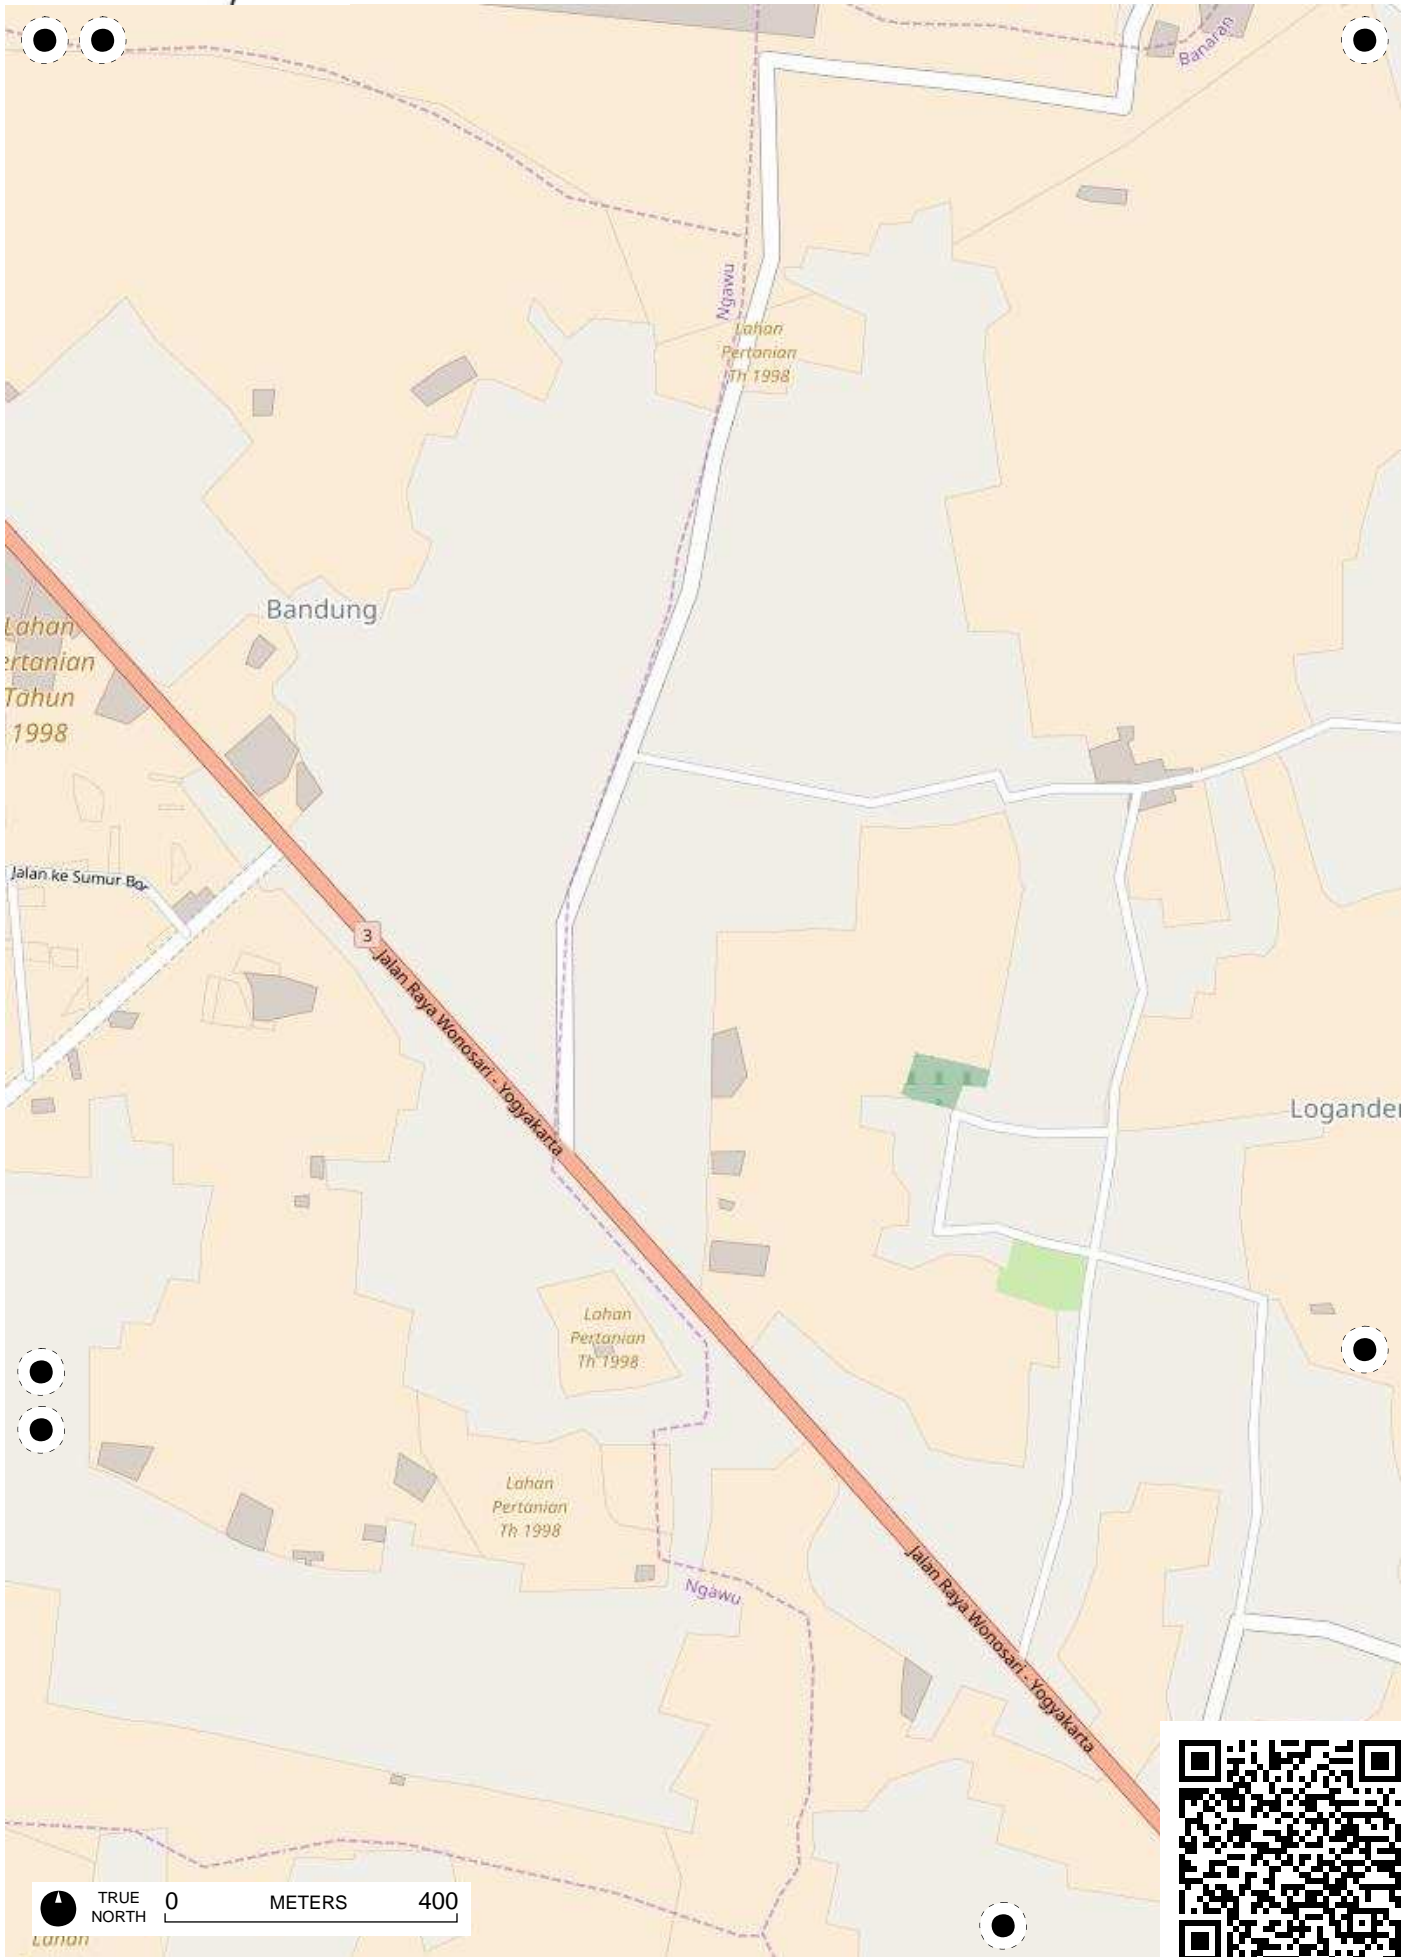 Banaran
Ngawu
Lahan
Pertanian
Th 1998
Bandung
Lahan
ertanian
Tahun
1998
Jalan ke Sumur Bor
3
Jalan Raya Wonosari - Yogyakarta
Logander
Lahan
Pertanian
Th 1998
Lahan
Pertanian
Th 1998
Ngawu
Jalan Raya Wonosari - Yogyakarta
TRUE
NORTH
0 METERS 400
Lahan